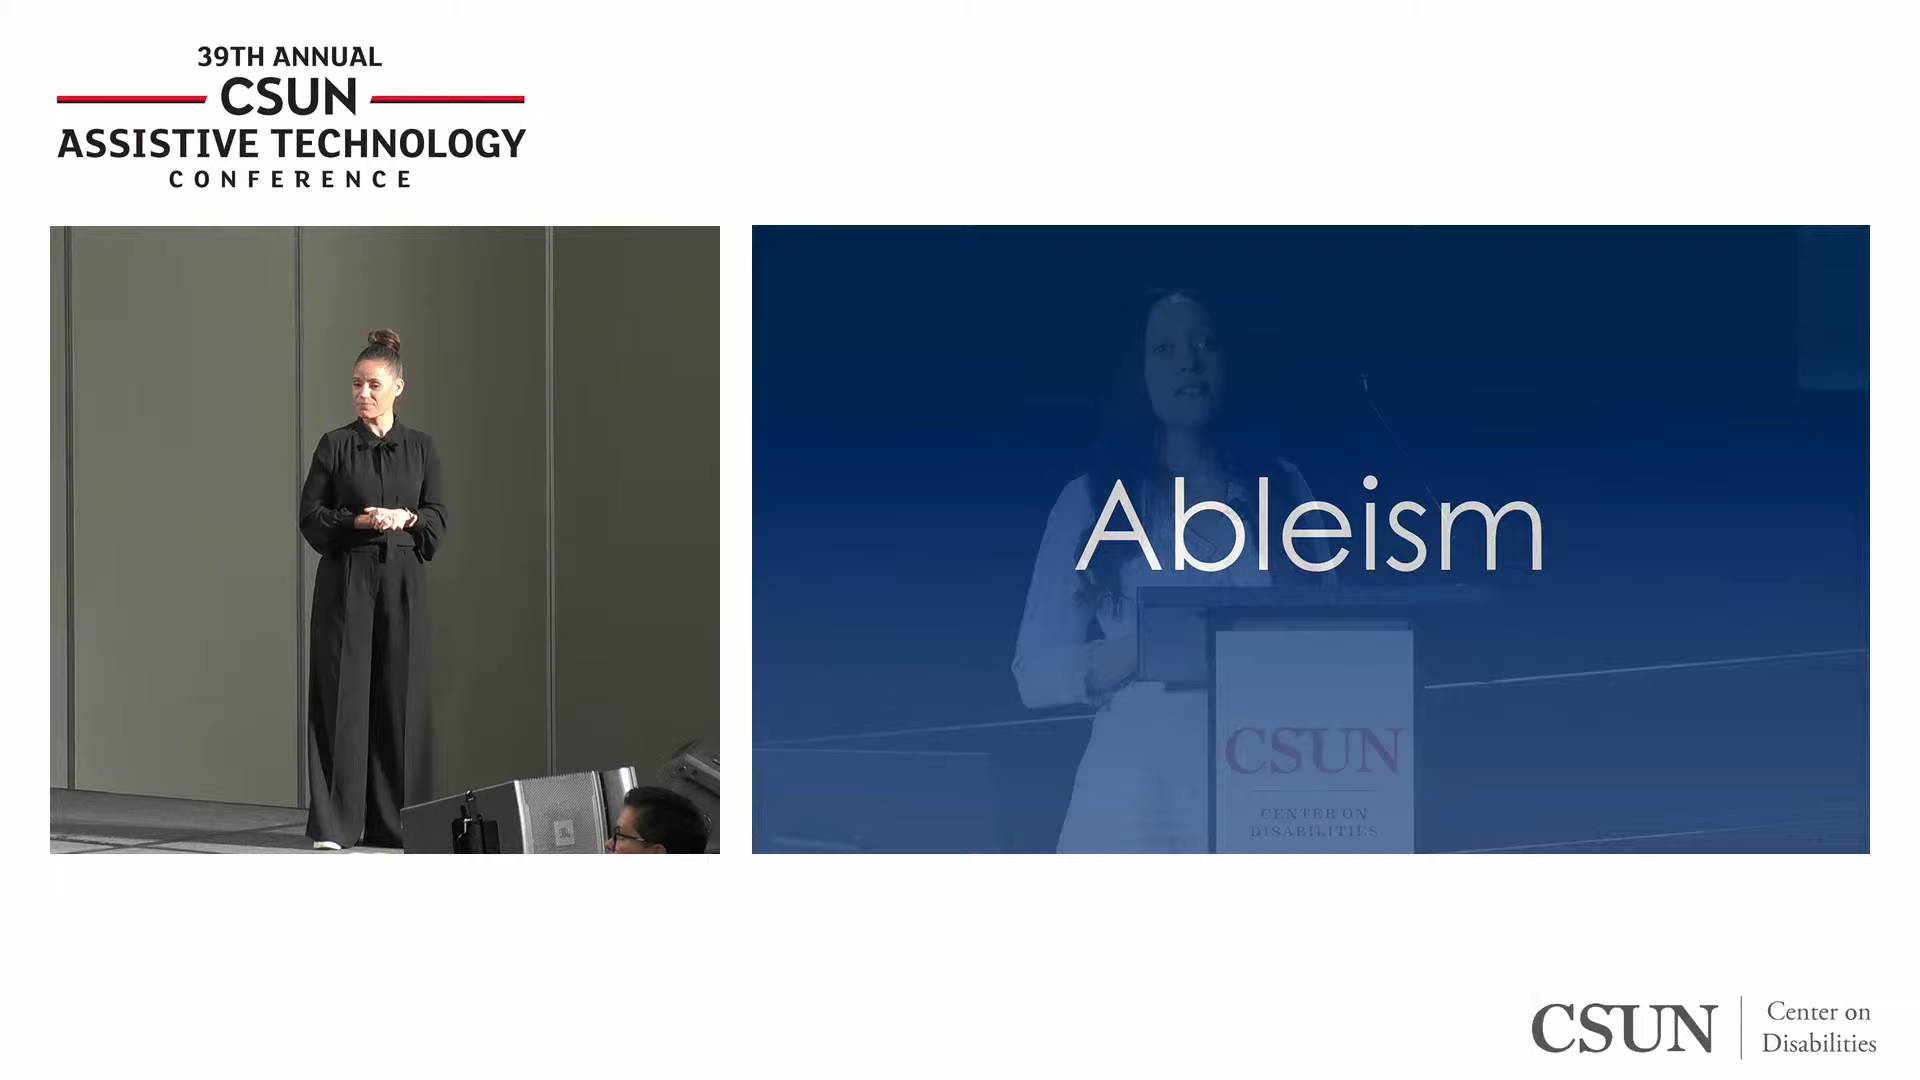 39TH ANNUAL
CSUN
ASSISTIVE TECHNOLOGY
CONFERENCE
Ableism
CSUN
CENTER ON
DISABILITIES
CSUN
Center on
Disabilities